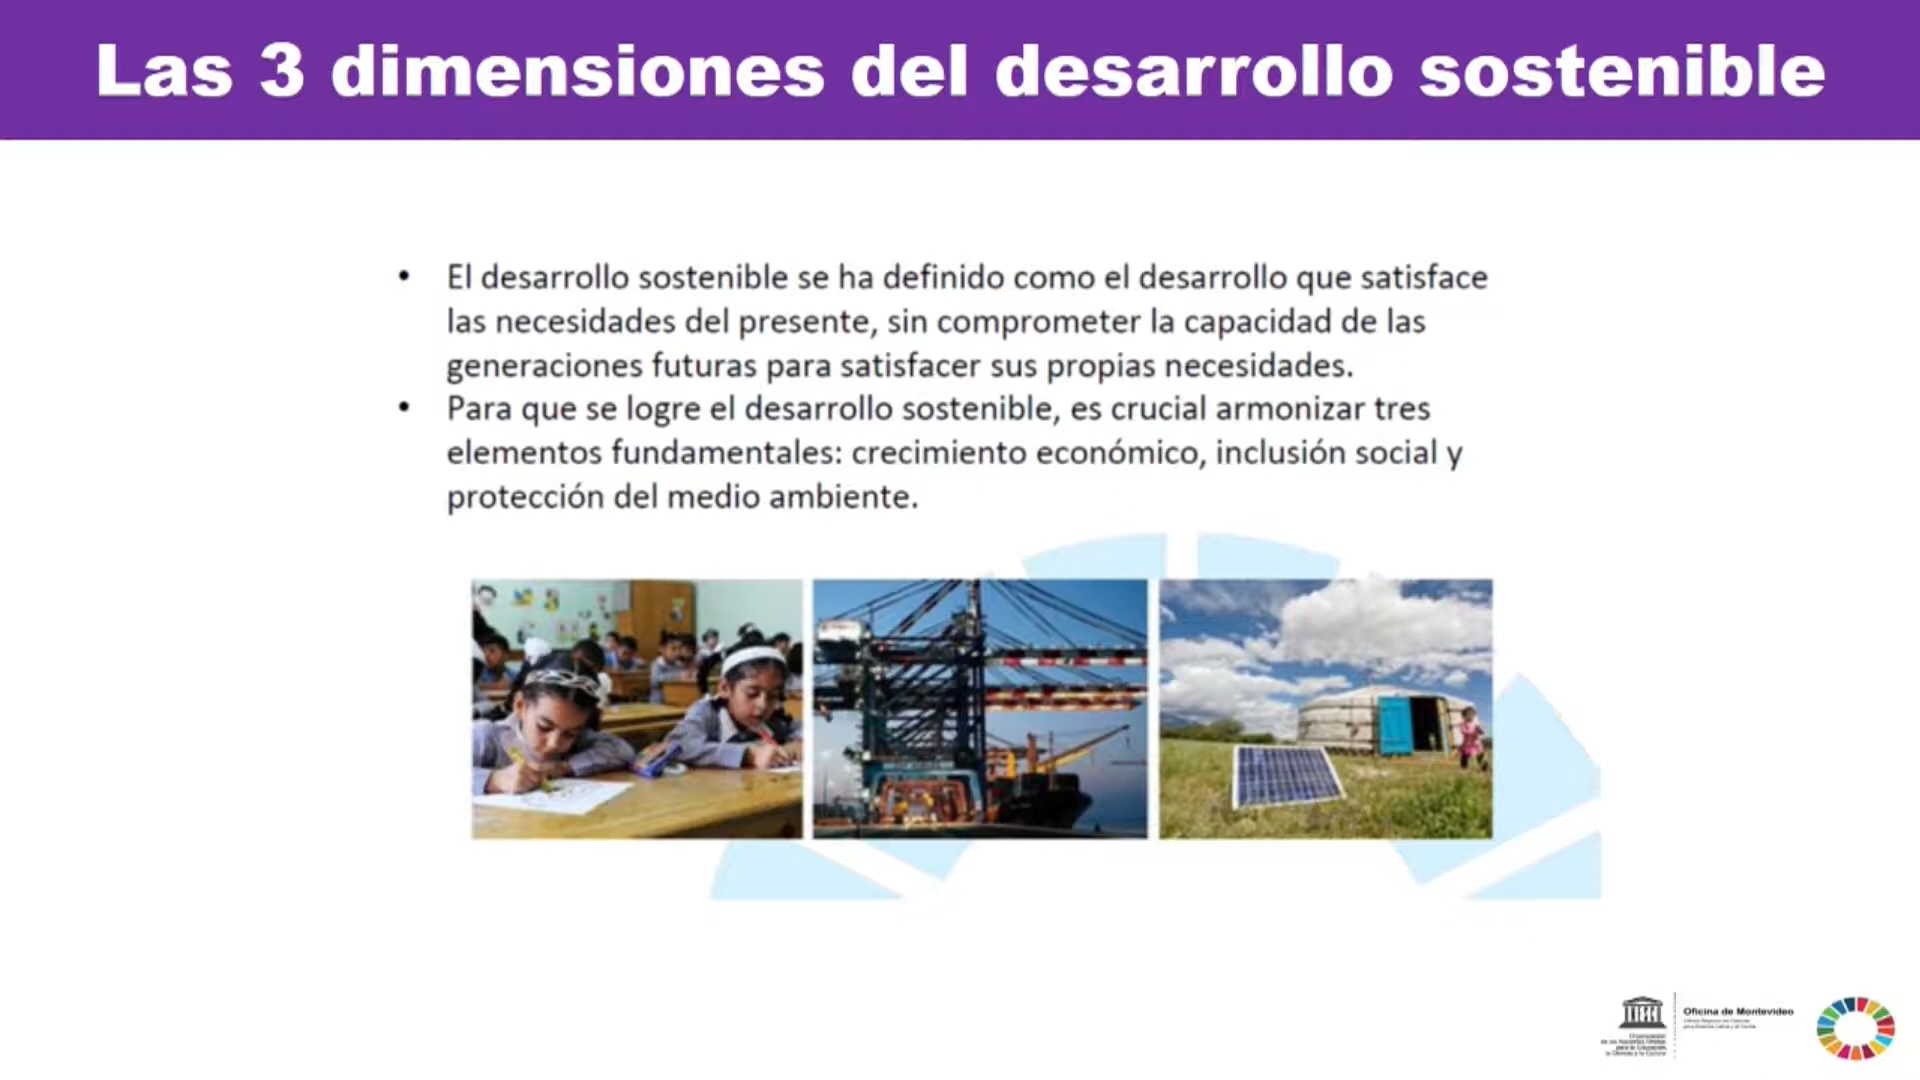 Las 3 dimensiones del desarrollo sostenible
• El desarrollo sostenible se ha definido como el desarrollo que satisface
las necesidades del presente, sin comprometer la capacidad de las
generaciones futuras para satisfacer sus propias necesidades.
• Para que se logre el desarrollo sostenible, es crucial armonizar tres
elementos fundamentales: crecimiento económico, inclusión social y
protección del medio ambiente.
Oficina de Montevideo